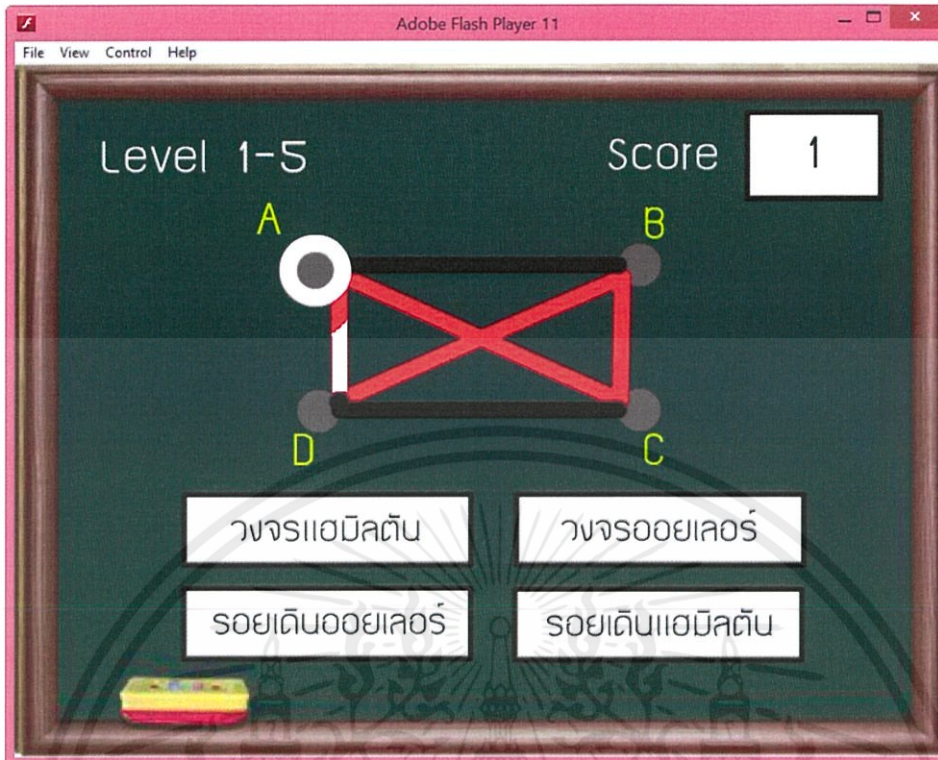 Adobe Flash Player 11
File View Control Help
Level 1-5 Score 1
A B
D C
วงจรแฮมิลตัน วงจรออยเลอร์
รอยเดินออยเลอร์ รอยเดินแฮมิลตัน